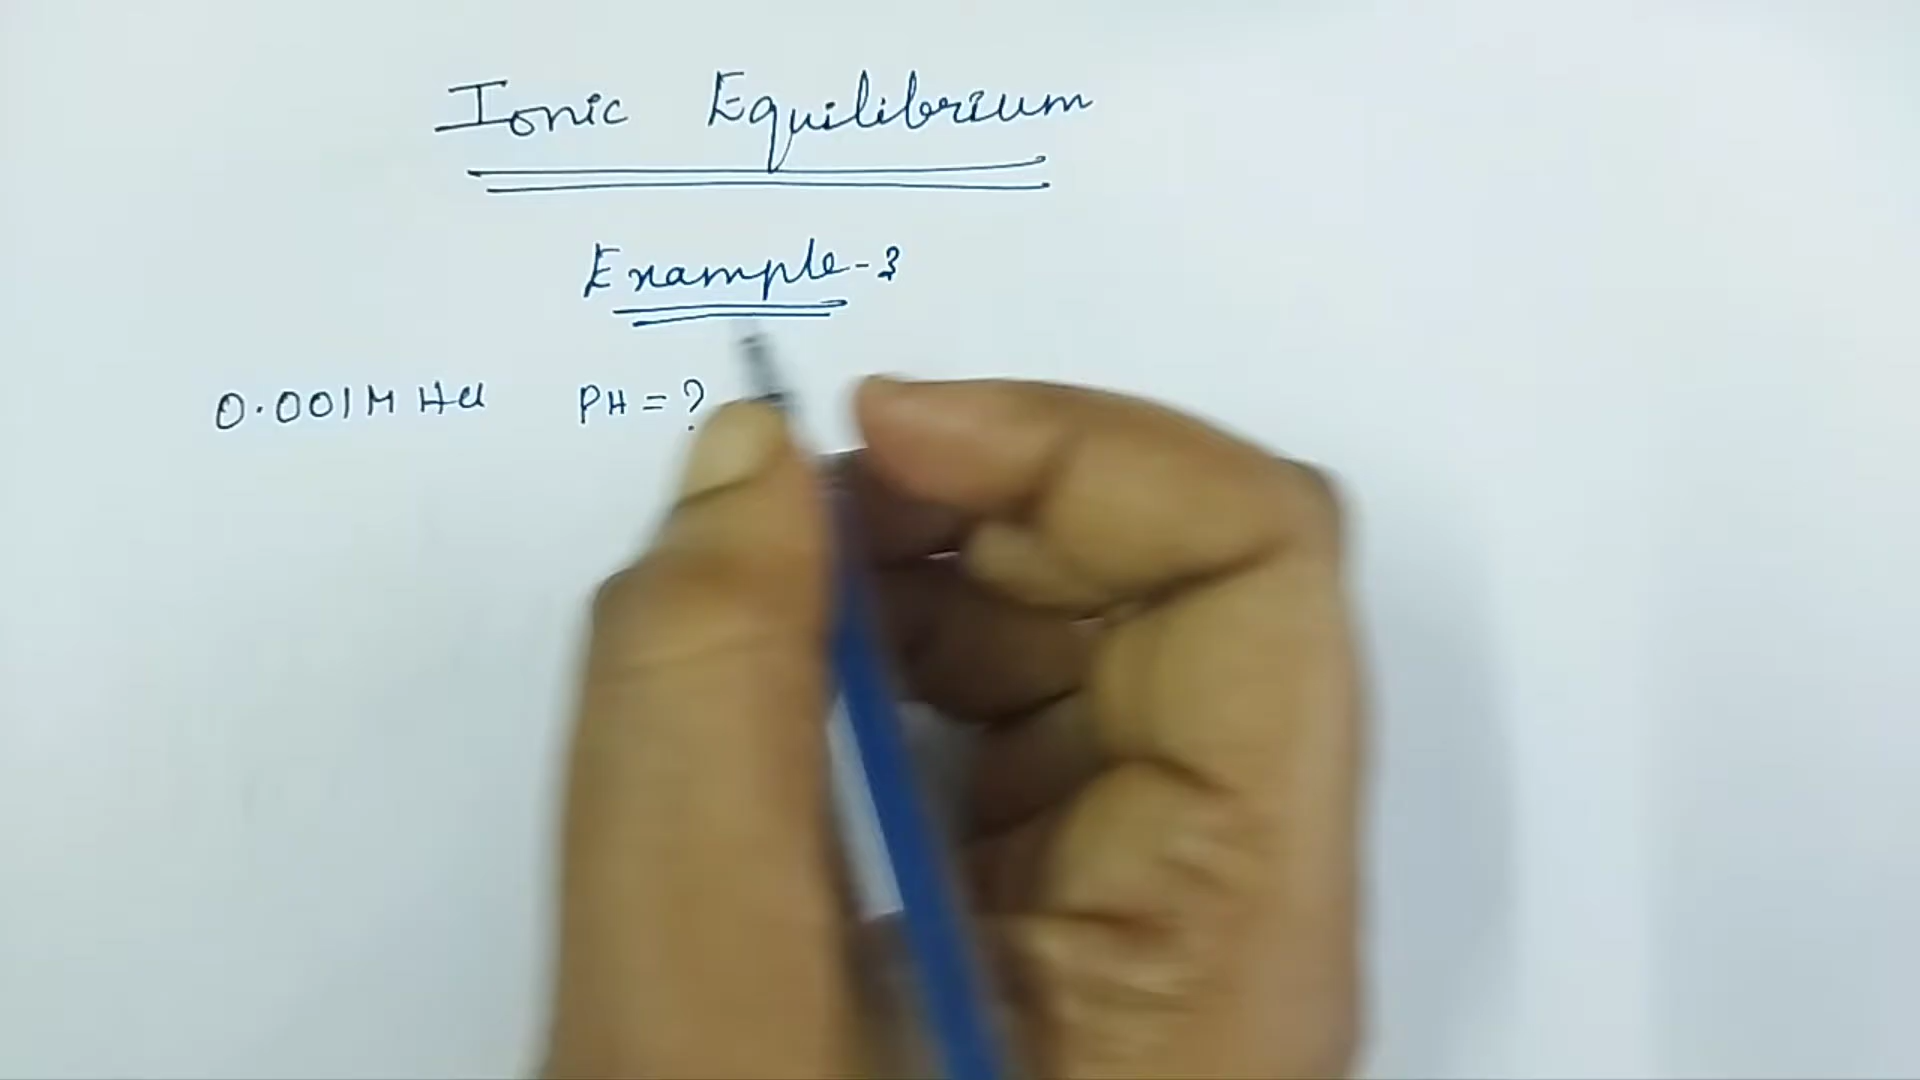 Ionic Equilibrium
Example-3
0.001M HCl PH = ?